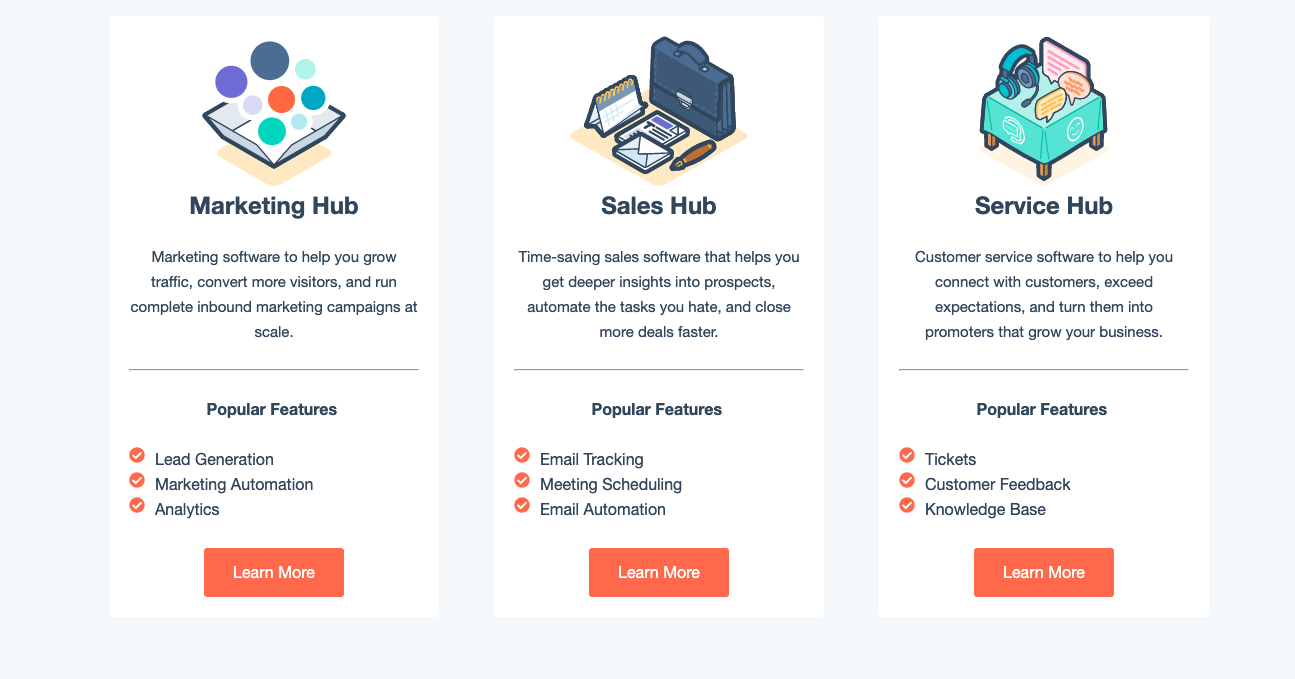 Marketing Hub
Marketing software to help you grow
traffic, convert more visitors, and run
complete inbound marketing campaigns at
scale.
Popular Features
Lead Generation
Marketing Automation
Analytics
Learn More
Sales Hub
Time-saving sales software that helps you
get deeper insights into prospects,
automate the tasks you hate, and close
more deals faster.
Popular Features
Email Tracking
Meeting Scheduling
Email Automation
Learn More
Service Hub
Customer service software to help you
connect with customers, exceed
expectations, and turn them into
promoters that grow your business.
Popular Features
Tickets
Customer Feedback
Knowledge Base
Learn More